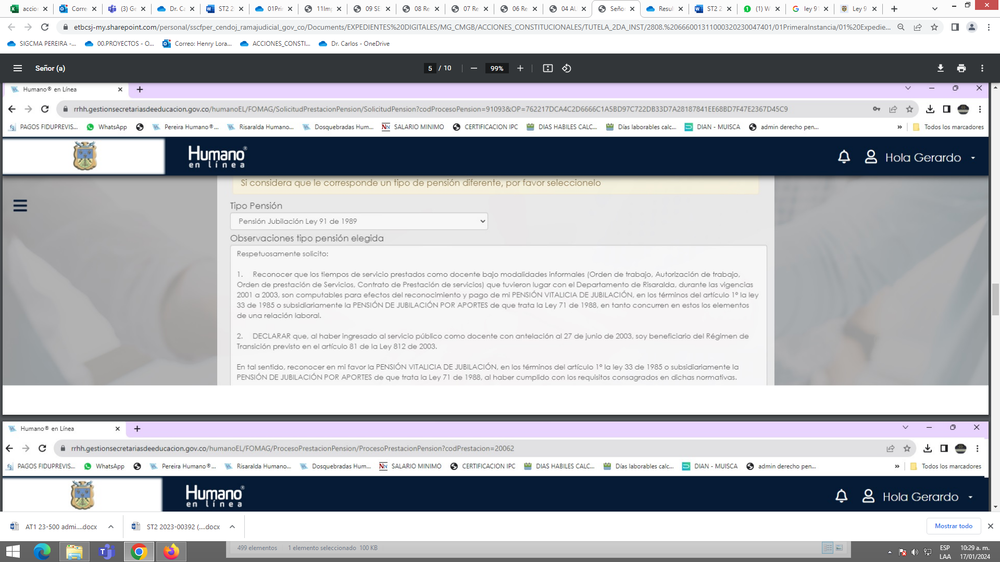 accion
Corre
(3) Ge
Dr. Ca
ST2 2
01Pri
11Im
09 SE
08 Re
07 Re
06 Re
04 AU
Seño
Resul
ST2 2
(1) W
ley 9
Ley 9
etbcsj-my.sharepoint.com/personal/sscfper_cendoj_ramajudicial_gov_co/Documents/EXPEDIENTES%20DIGITALES/MG_CMGB/ACCIONES_CONSTITUCIONALES/TUTELA_2DA_INST/2808.%2066600131100032023004740​1/01PrimeraInstancia/01%20Expedie...
SIGCMA PEREIRA -...
00.PROYECTOS - O...
Correo: Henry Lora...
ACCIONES_CONSTI...
Dr. Carlos - OneDrive
Señor (a)
5 / 10
99%
Humano® en Línea
rrhh.gestionsecretariasdeeducacion.gov.co/humanoEL/FOMAG/SolicitudPrestacionPension/SolicitudPension?codProcesoPension=91093&OP=762217DCA4C2D6666C1A5BD97C722DB33D7A28187841EE68BD7F47E2367D45C9
PAGOS FIDUPREVIS...
WhatsApp
Pereira Humano®...
Risaralda Humano...
Dosquebradas Hum...
NN SALARIO MINIMO
CERTIFICACION IPC
DIAS HABILES CALC...
Días laborables calc...
DIAN - MUISCA
admin derecho pen...
»
Todos los marcadores
Humano®
en línea
Hola Gerardo
Si considera que le corresponde un tipo de pensión diferente, por favor seleccionelo
Tipo Pensión
Pensión Jubilación Ley 91 de 1989
Observaciones tipo pensión elegida
Respetuosamente solicito:
1. Reconocer que los tiempos de servicio prestados como docente bajo modalidades informales (Orden de trabajo, Autorización de trabajo,
Orden de prestación de Servicios, Contrato de Prestación de servicios) que tuvieron lugar con el Departamento de Risaralda, durante las vigencias
2001 a 2003, son computables para efectos del reconocimiento y pago de mi PENSIÓN VITALICIA DE JUBILACIÓN, en los términos del artículo 1° la ley
33 de 1985 o subsidiariamente la PENSIÓN DE JUBILACIÓN POR APORTES de que trata la Ley 71 de 1988, en tanto concurren en estos los elementos
de una relación laboral.
2. DECLARAR que, al haber ingresado al servicio público como docente con antelación al 27 de junio de 2003, soy beneficiario del Régimen de
Transición previsto en el artículo 81 de la Ley 812 de 2003.
En tal sentido, reconocer en mi favor la PENSIÓN VITALICIA DE JUBILACIÓN, en los términos del artículo 1° la ley 33 de 1985 o subsidiariamente la
PENSIÓN DE JUBILACIÓN POR APORTES de que trata la Ley 71 de 1988, al haber cumplido con los requisitos consagrados en dichas normativas.
Humano® en Línea
rrhh.gestionsecretariasdeeducacion.gov.co/humanoEL/FOMAG/ProcesoPrestacionPension/ProcesoPrestacionPension?codPrestacion=20062
PAGOS FIDUPREVIS...
WhatsApp
Pereira Humano®...
Risaralda Humano...
Dosquebradas Hum...
NN SALARIO MINIMO
CERTIFICACION IPC
DIAS HABILES CALC...
Días laborables calc...
DIAN - MUISCA
admin derecho pen...
»
Todos los marcadores
Humano®
en línea
Hola Gerardo
AT1 23-500 admi....docx
ST2 2023-00392 (....docx
Mostrar todo
499 elementos
1 elemento seleccionado 100 KB
ESP
LAA
10:29 a. m.
17/01/2024